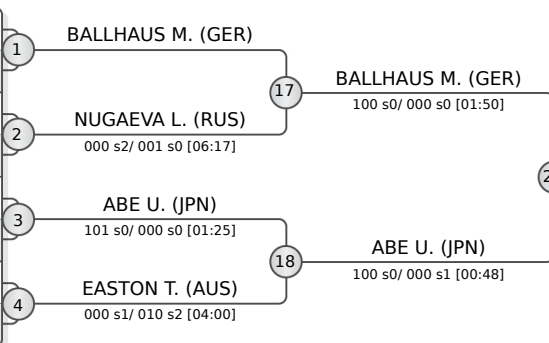 1
BALLHAUS M. (GER)
17
BALLHAUS M. (GER)
100 s0/ 000 s0 [01:50]
2
NUGAEVA L. (RUS)
000 s2/ 001 s0 [06:17]
3
ABE U. (JPN)
101 s0/ 000 s0 [01:25]
18
ABE U. (JPN)
100 s0/ 000 s1 [00:48]
4
EASTON T. (AUS)
000 s1/ 010 s2 [04:00]